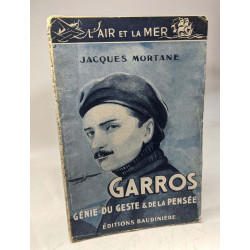 L'AIR ET LA MER
JACQUES MORTANE
GARROS
GÉNIE DU GESTE & DE LA PENSÉE
ÉDITIONS BAUDINIÈRE